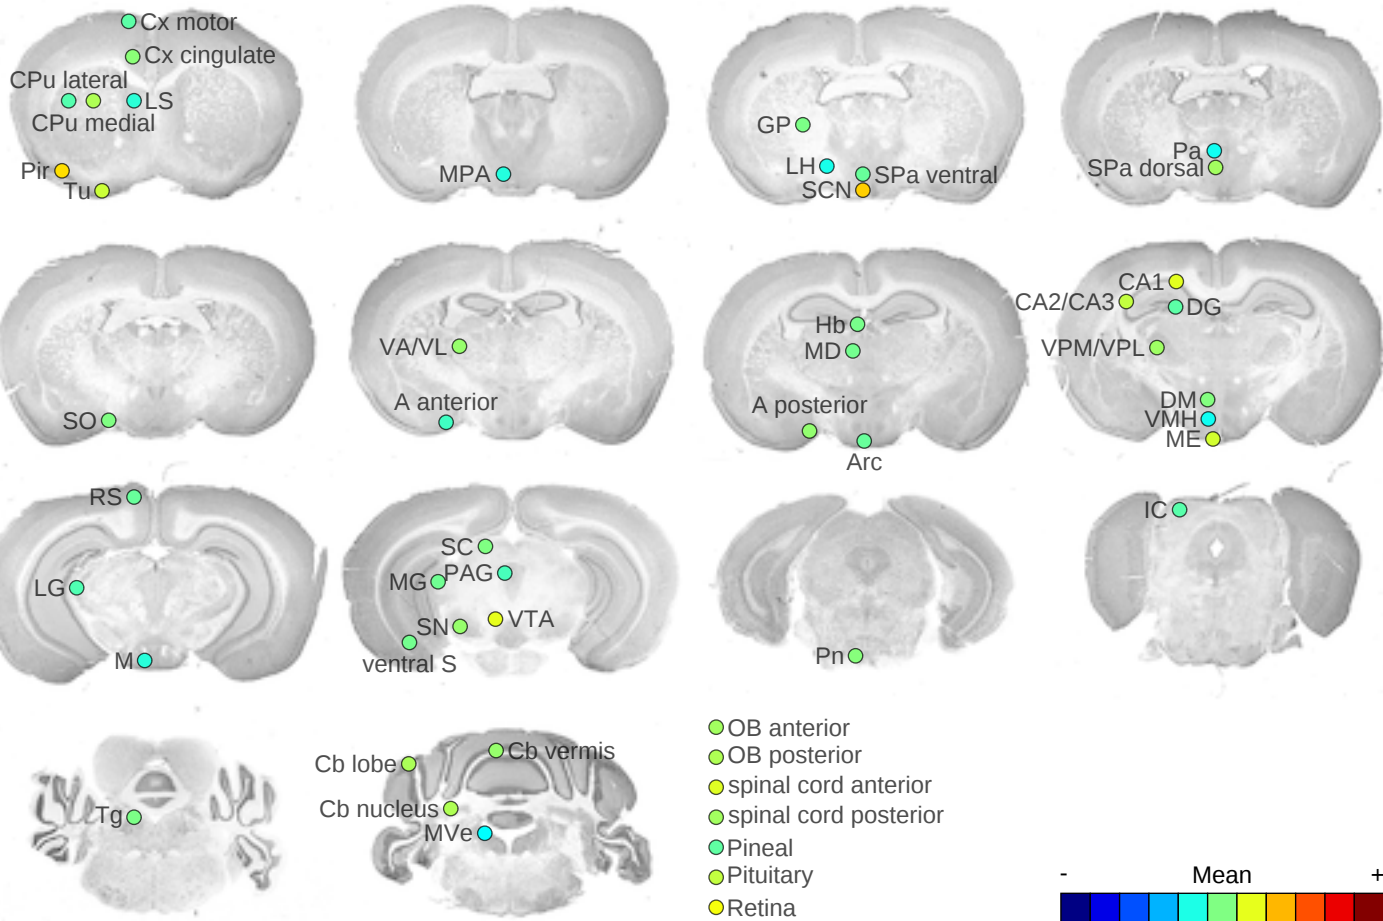 Cx motor
Cx cingulate
CPu lateral
LS
CPu medial
Pir
Tu
MPA
GP
LH
SPa ventral
SCN
Pa
SPa dorsal
SO
VA/VL
A anterior
Hb
MD
A posterior
Arc
CA1
CA2/CA3
DG
VPM/VPL
DM
VMH
ME
RS
LG
M
SC
PAG
MG
VTA
SN
ventral S
Pn
IC
Tg
Cb vermis
Cb lobe
Cb nucleus
MVe
OB anterior
OB posterior
spinal cord anterior
spinal cord posterior
Pineal
Pituitary
Retina
- Mean +